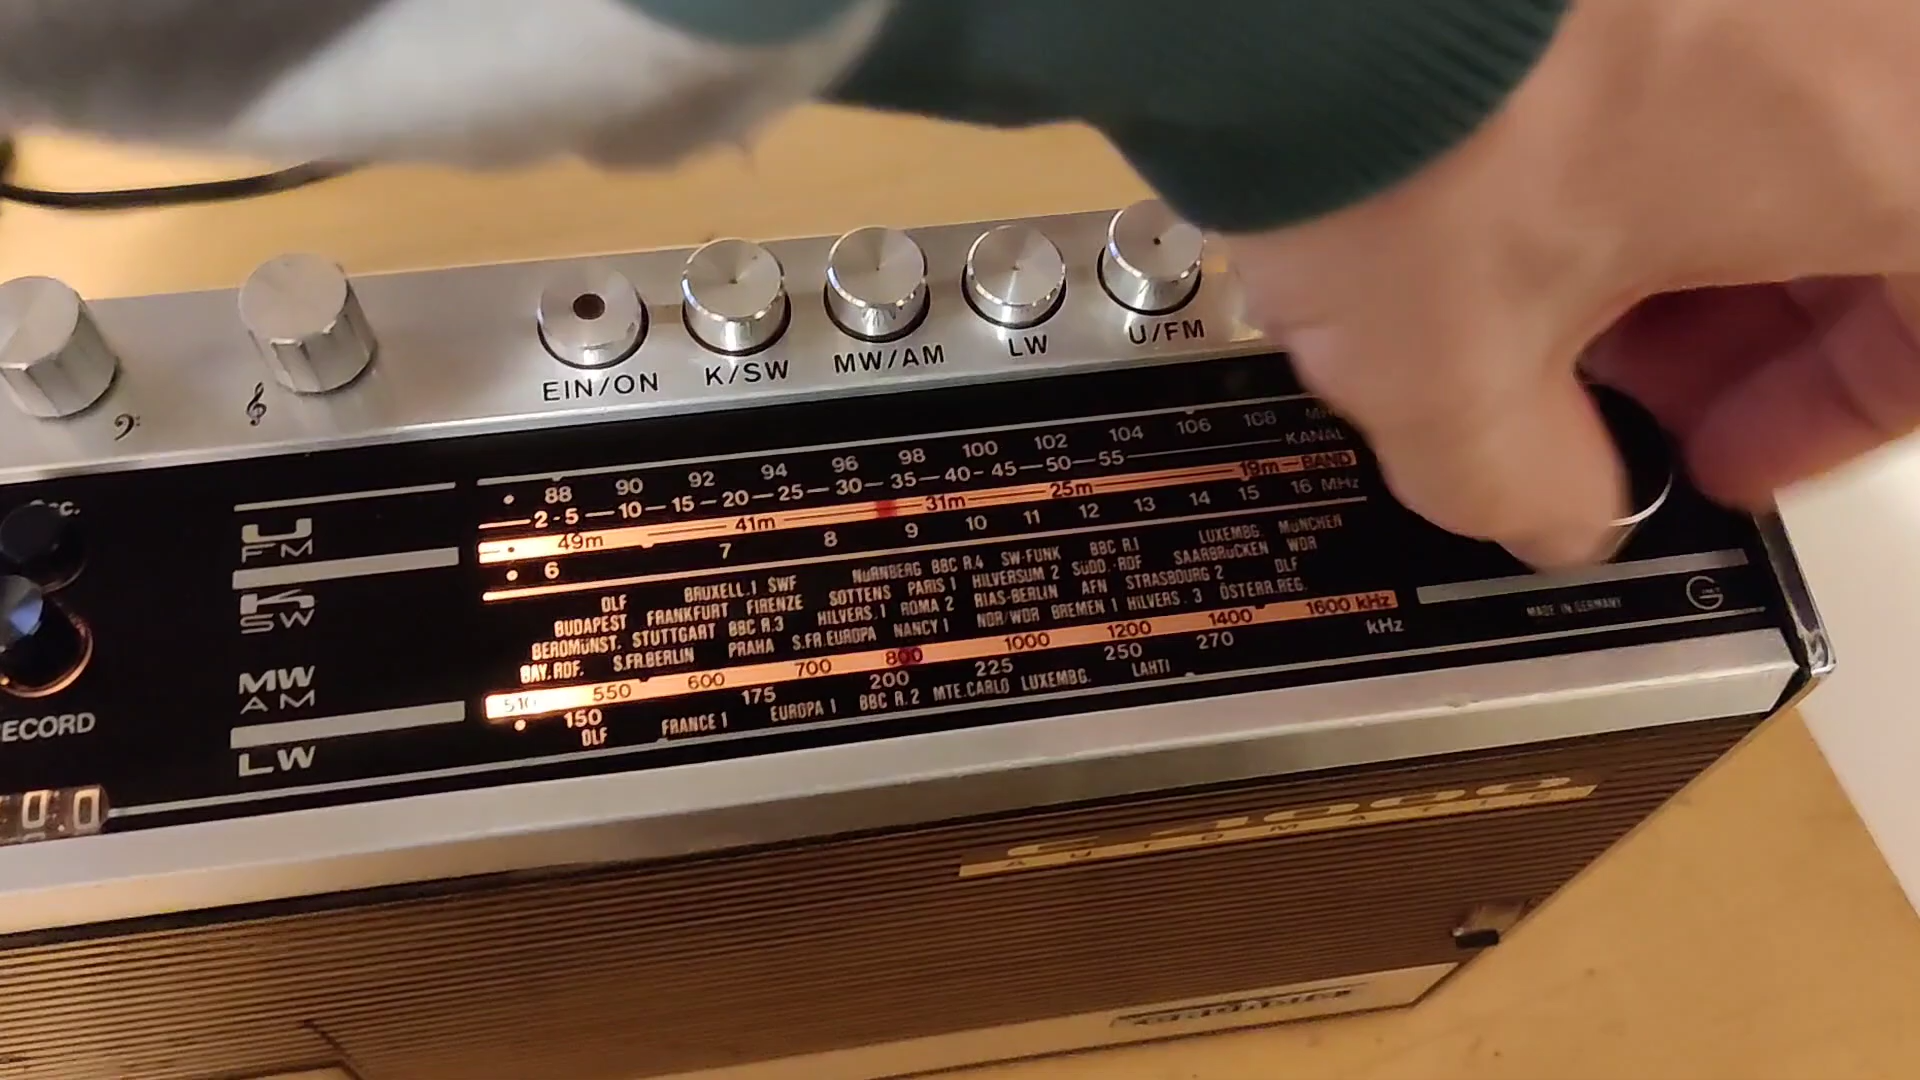 EIN/ON K/SW MW/AM LW U/FM
U
FM
K
SW
MW
AM
LW
ECORD
0.0
88 90 92 94 96 98 100 102 104 106 108
2-5-10-15-20-25-30-35-40-45-50-55 KANAL
49m 41m 31m 25m 19m BAND
6 7 8 9 10 11 12 13 14 15 16 MHz
DLF BRUXELL.1 SWF NÜRNBERG BBC R.4 SW-FUNK BBC R.1 LUXEMBG. MÜNCHEN
BUDAPEST FRANKFURT FIRENZE SOTTENS PARIS 1 HILVERSUM 2 SÜDD.-RDF SAARBRÜCKEN WDR
BEROMÜNST. STUTTGART BBC R.3 HILVERS.1 ROMA 2 RIAS-BERLIN AFN STRASBOURG 2 DLF
BAY.RDF. S.FR.BERLIN PRAHA S.FR.EUROPA NANCY 1 NDR/WDR BREMEN 1 HILVERS.3 ÖSTERR.REG.
510 550 600 700 800 1000 1200 1400 1600 kHz
150 175 200 225 250 270 kHz
DLF FRANCE 1 EUROPA 1 BBC R.2 MTE.CARLO LUXEMBG. LAHTI
MADE IN GERMANY
AUTOMATIC